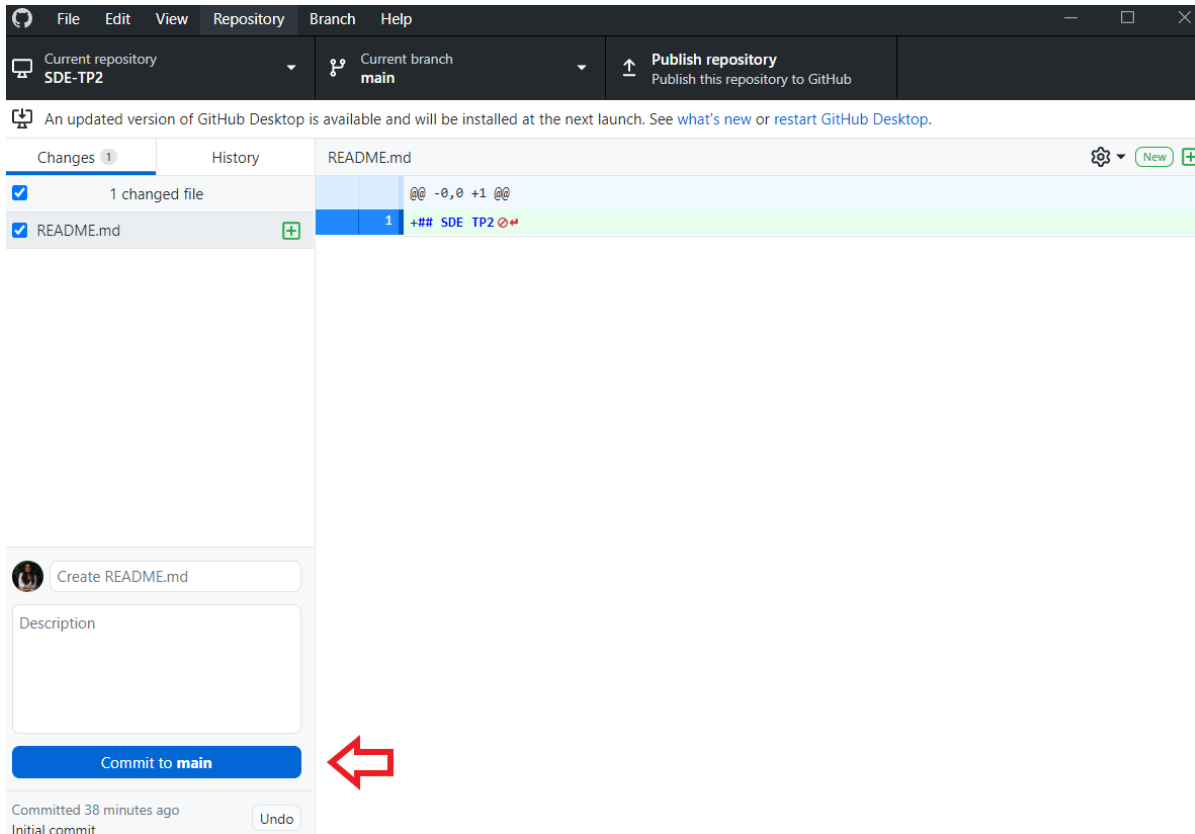 File Edit View Repository Branch Help
Current repository
SDE-TP2
Current branch
main
Publish repository
Publish this repository to GitHub
An updated version of GitHub Desktop is available and will be installed at the next launch. See what's new or restart GitHub Desktop.
Changes 1
History
README.md
New
1 changed file
@@ -0,0 +1 @@
README.md
1 +## SDE TP2
Create README.md
Description
Commit to main
Committed 38 minutes ago
Initial commit
Undo